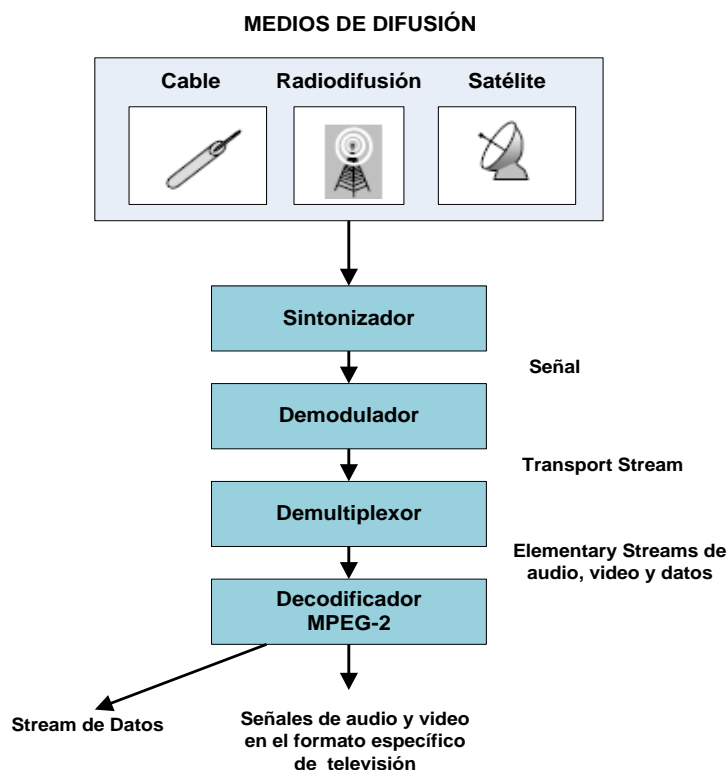 MEDIOS DE DIFUSIÓN
Cable
Radiodifusión
Satélite
Sintonizador
Señal
Demodulador
Transport Stream
Demultiplexor
Elementary Streams de
audio, video y datos
Decodificador
MPEG-2
Stream de Datos
Señales de audio y video
en el formato específico
de televisión